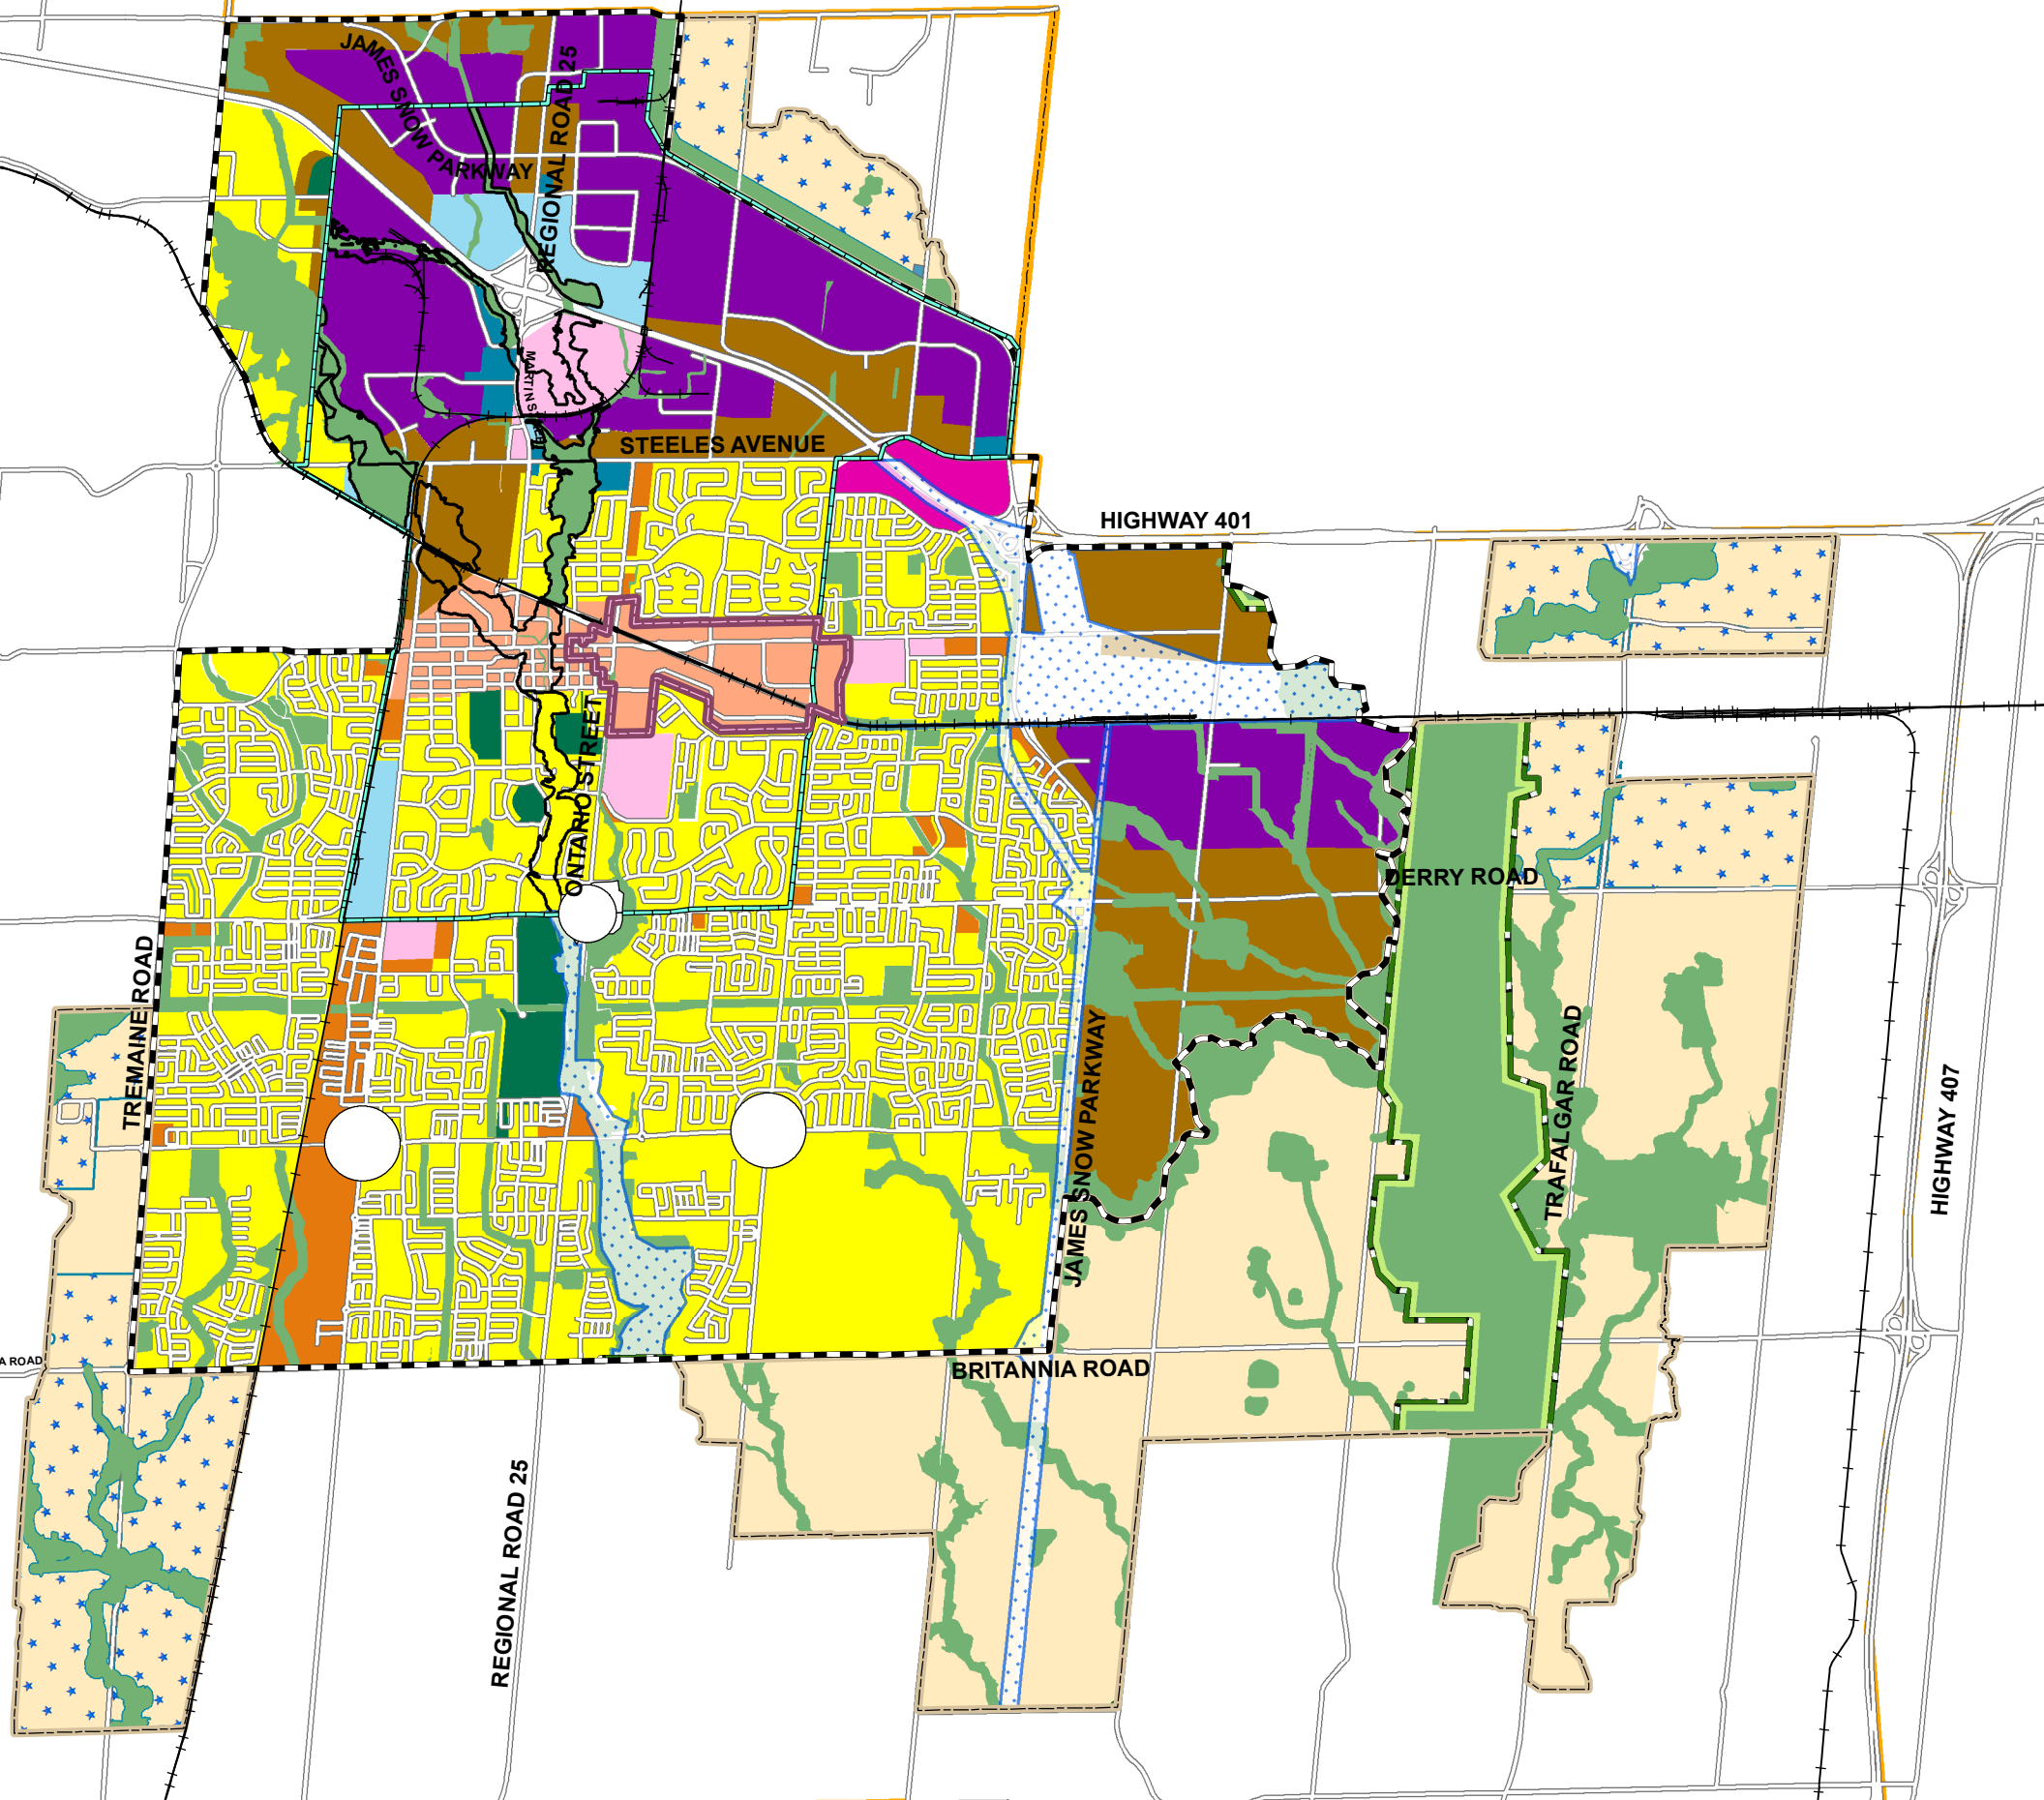 JAMES SNOW PARKWAY
REGIONAL ROAD 25
STEELES AVENUE
HIGHWAY 401
ONTARIO STREET
DERRY ROAD
TREMAINE ROAD
JAMES SNOW PARKWAY
TRAFALGAR ROAD
HIGHWAY 407
A ROAD
BRITANNIA ROAD
REGIONAL ROAD 25